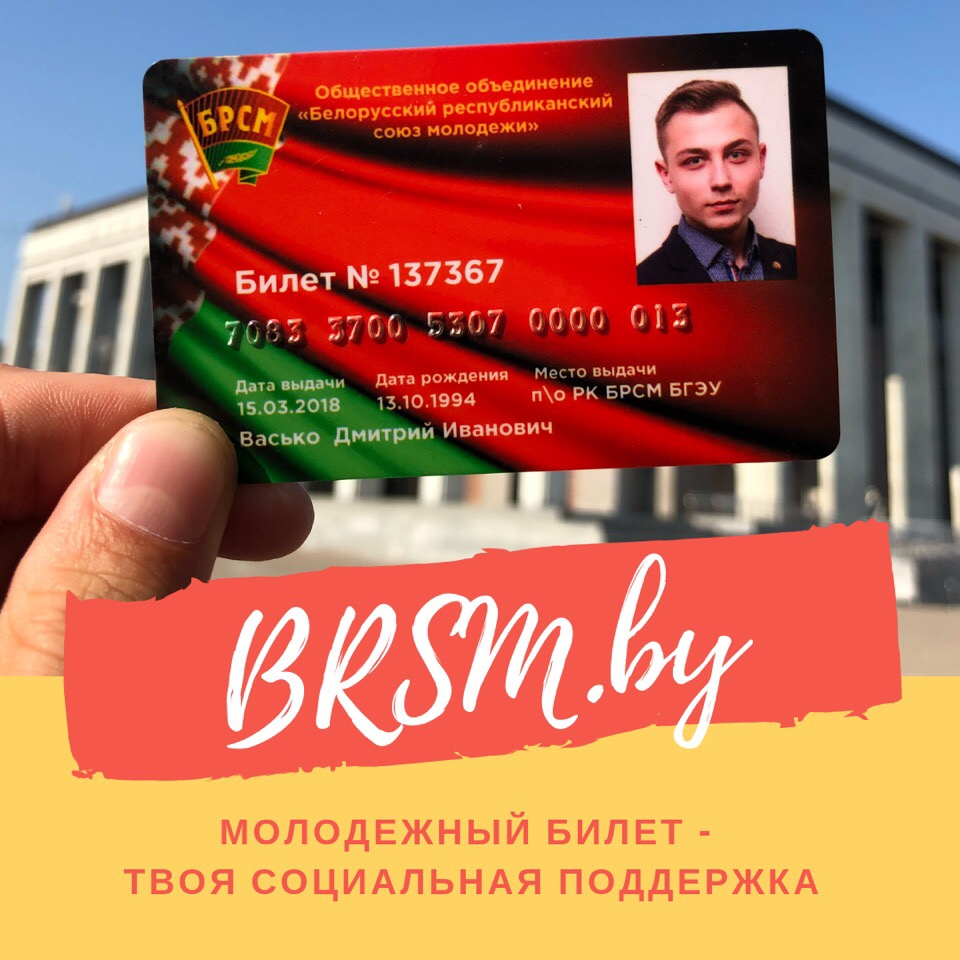 БРСМ
Общественное объединение
«Белорусский республиканский
союз молодежи»
Билет № 137367
7083 3700 5307 0000 013
Дата выдачи Дата рождения Место выдачи
15.03.2018 13.10.1994 п\о РК БРСМ БГЭУ
Васько Дмитрий Иванович
BRSM.by
МОЛОДЕЖНЫЙ БИЛЕТ -
ТВОЯ СОЦИАЛЬНАЯ ПОДДЕРЖКА